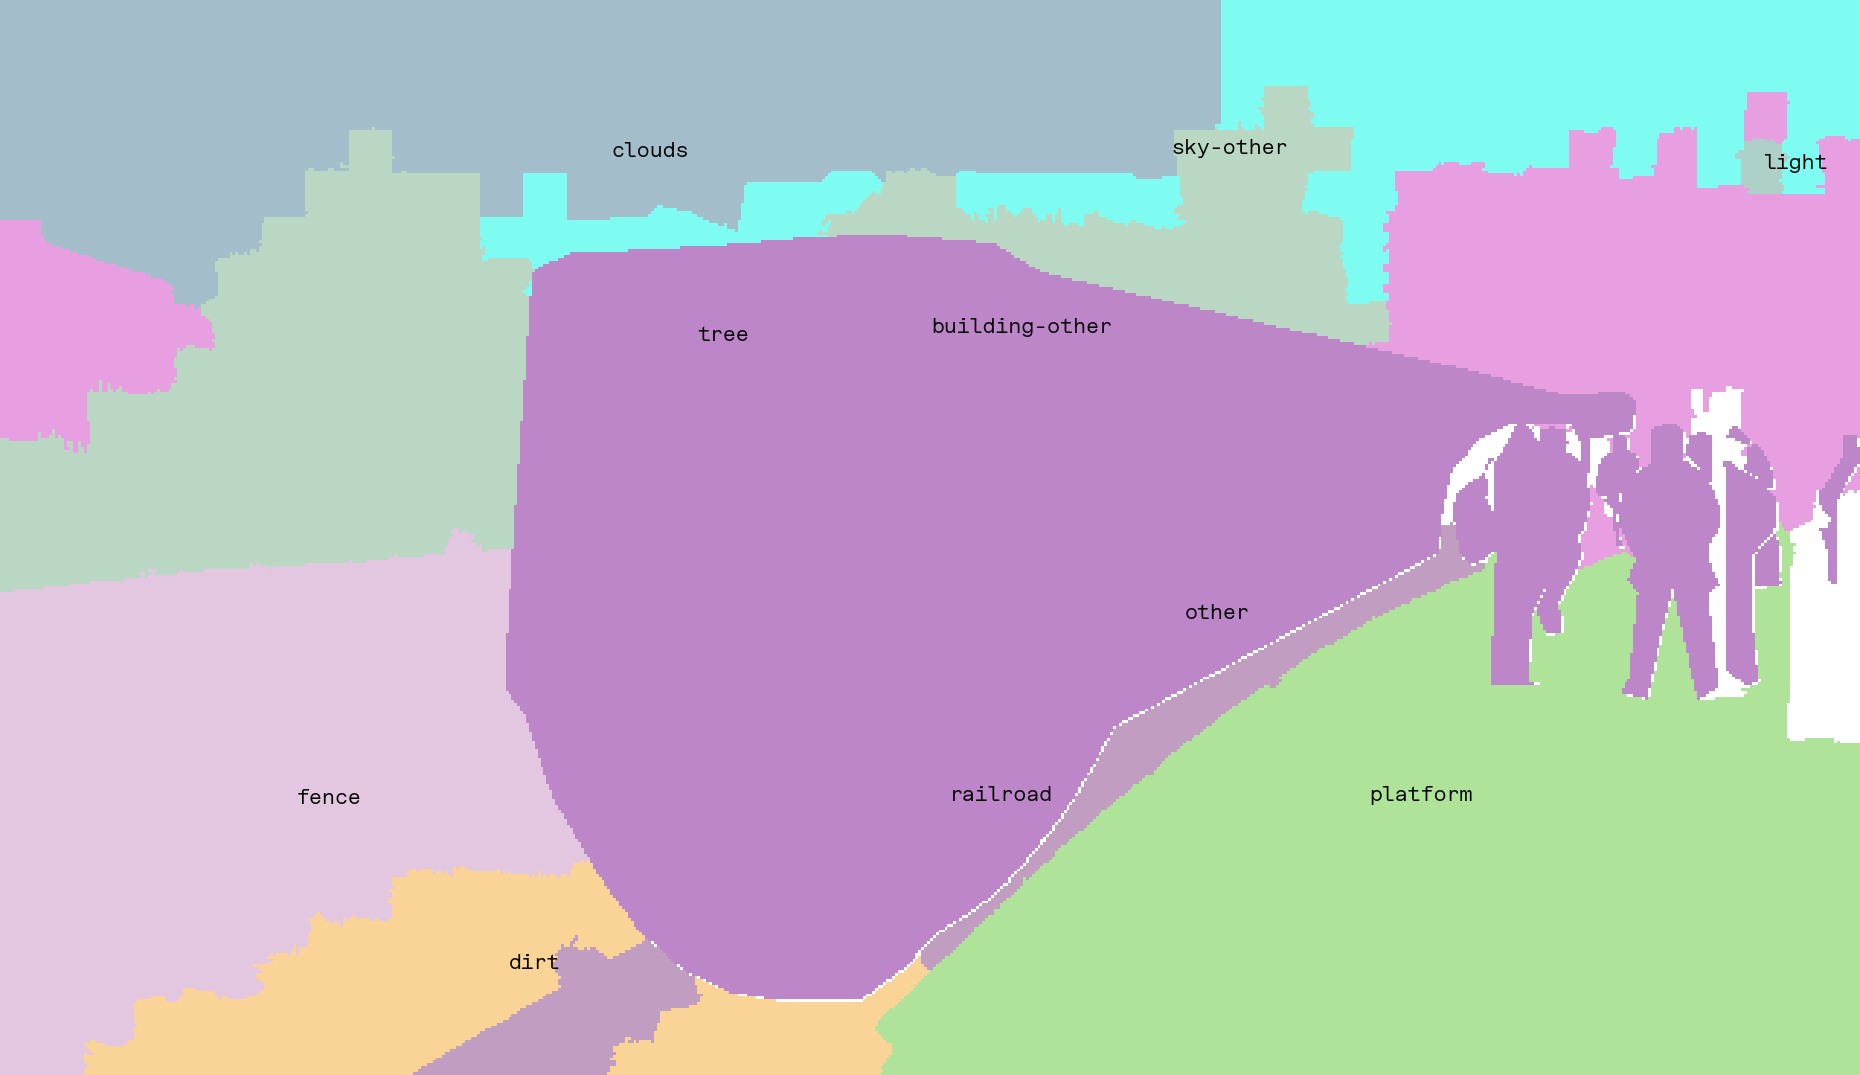 clouds
sky-other
light
tree
building-other
other
fence
railroad
platform
dirt